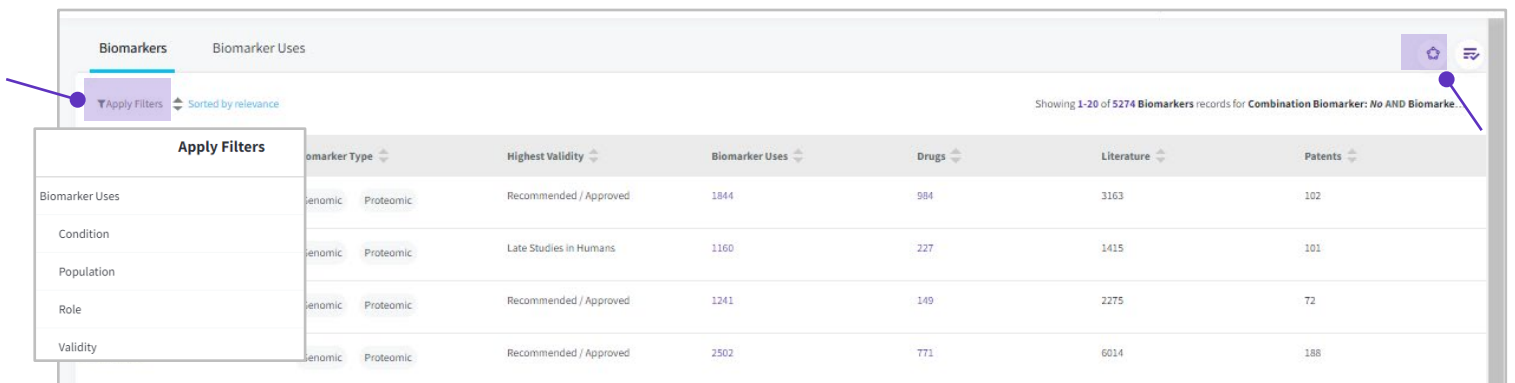 Biomarkers Biomarker Uses
Apply Filters Sorted by relevance Showing 1-20 of 5274 Biomarkers records for Combination Biomarker: No AND Biomarke...
Apply Filters
omarker Type Highest Validity Biomarker Uses Drugs Literature Patents
Biomarker Uses
Condition
Population
Role
Validity
enomic Proteomic Recommended / Approved 1844 984 3163 102
enomic Proteomic Late Studies in Humans 1160 227 1415 101
enomic Proteomic Recommended / Approved 1241 149 2275 72
enomic Proteomic Recommended / Approved 2502 771 6014 188